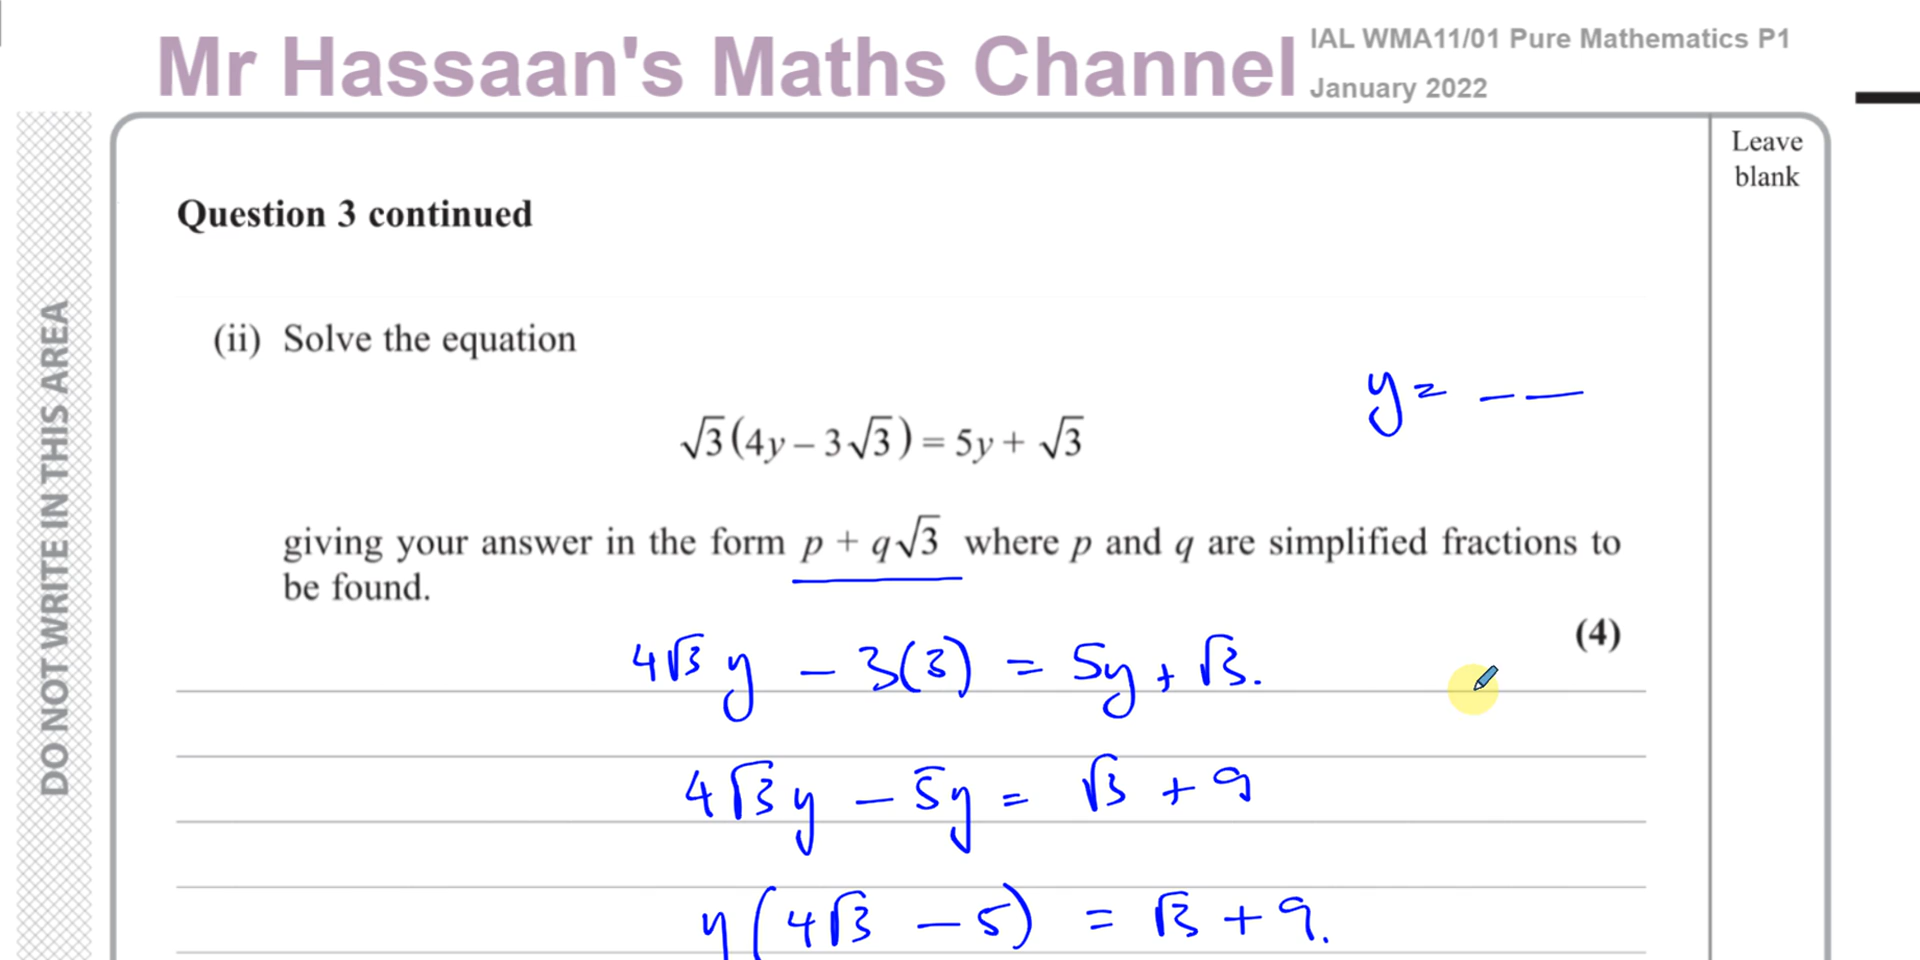 Mr Hassaan's Maths Channel
IAL WMA11/01 Pure Mathematics P1
January 2022
Leave
blank
DO NOT WRITE IN THIS AREA
Question 3 continued
(ii) Solve the equation
y = — —
√3(4y – 3√3) = 5y + √3
giving your answer in the form p + q√3 where p and q are simplified fractions to
be found.
(4)
4√3 y – 3(3) = 5y + √3.
4√3y – 5y = √3 + 9
y(4√3 – 5) = √3 + 9.